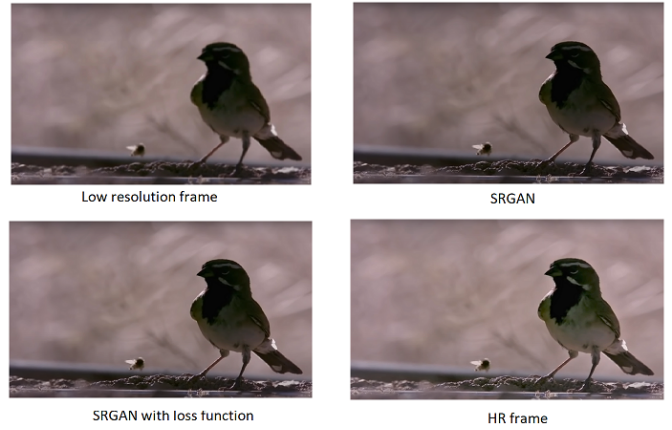 Low resolution frame
SRGAN
SRGAN with loss function
HR frame